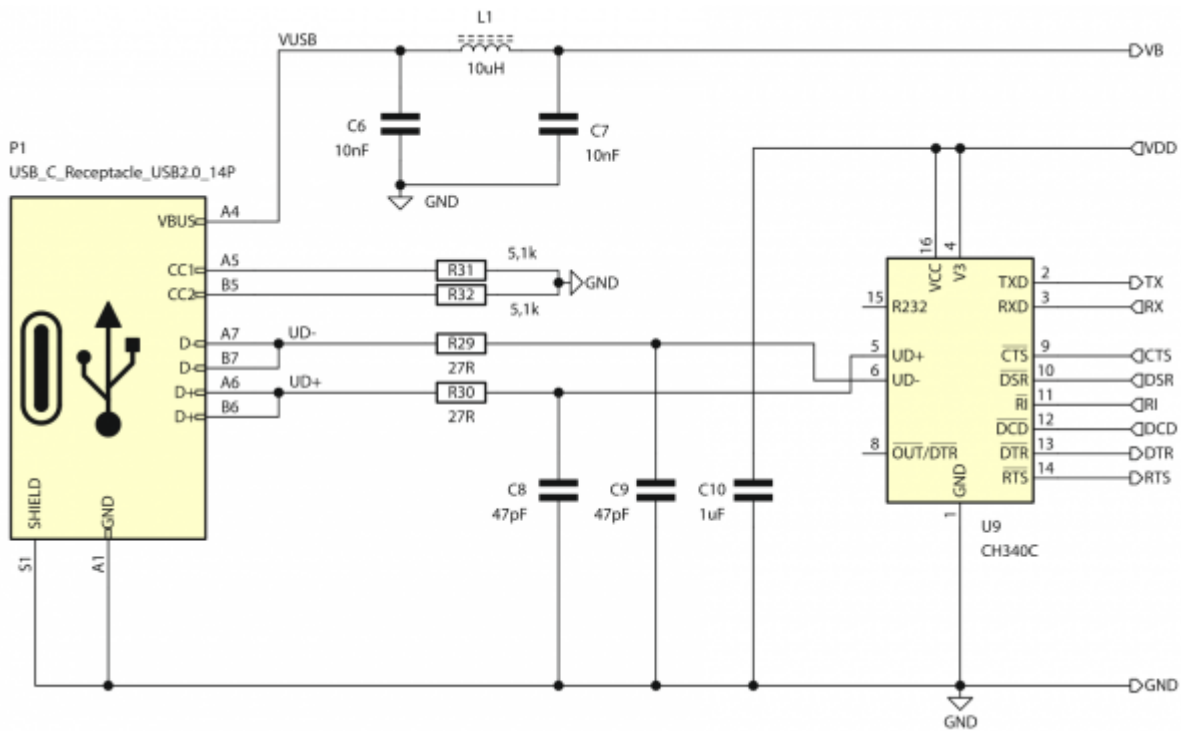 L1
VUSB
10uH
VB
C6
10nF
C7
10nF
GND
VDD
P1
USB_C_Receptacle_USB2.0_14P
VBUS
A4
CC1
A5
R31
5,1k
CC2
B5
R32
5,1k
GND
D-
A7
UD-
R29
27R
D-
B7
D+
A6
UD+
R30
27R
D+
B6
SHIELD
S1
GND
A1
C8
47pF
C9
47pF
C10
1uF
16
VCC
4
V3
TXD
2
TX
15
R232
RXD
3
RX
5
UD+
CTS
9
CTS
6
UD-
DSR
10
DSR
RI
11
RI
DCD
12
DCD
8
OUT/DTR
DTR
13
DTR
RTS
14
RTS
GND
1
U9
CH340C
GND
GND